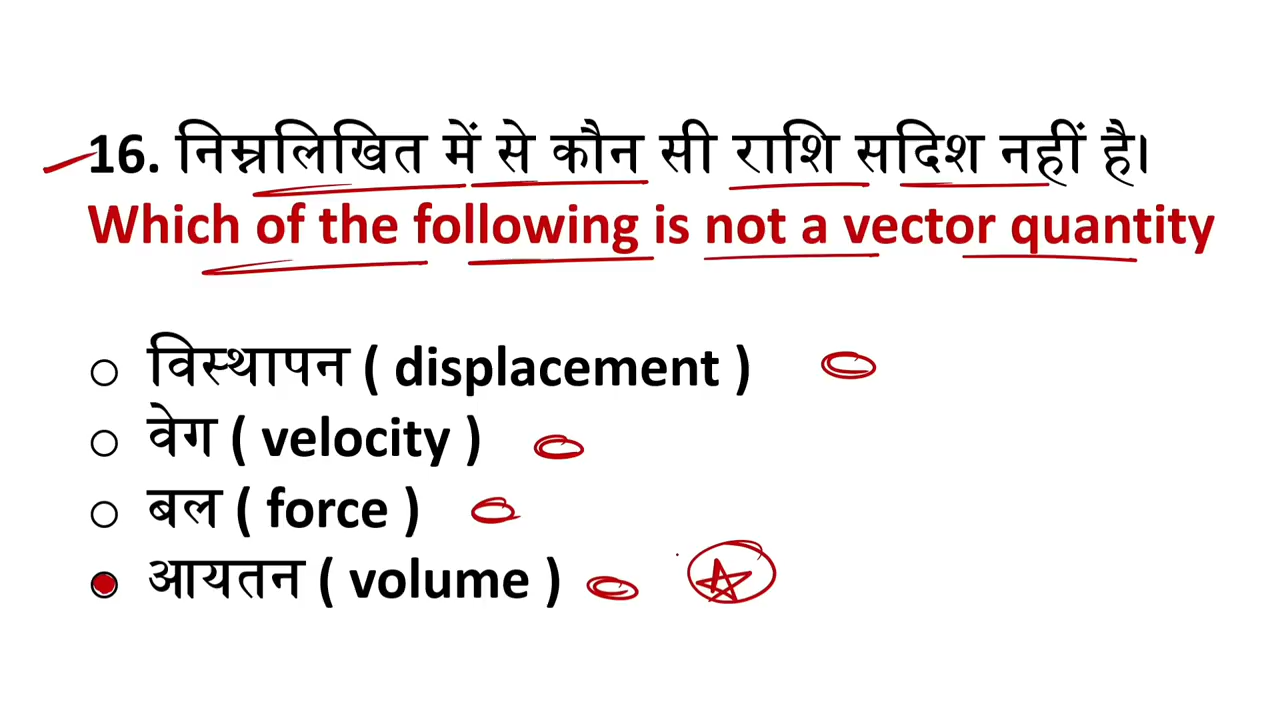 16. निम्नलिखित में से कौन सी राशि सदिश नहीं है।
Which of the following is not a vector quantity
विस्थापन ( displacement )
वेग ( velocity )
बल ( force )
आयतन ( volume )